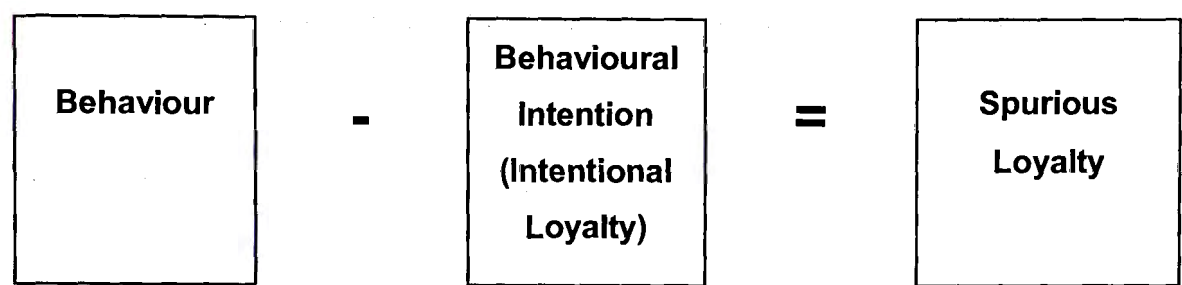 Behaviour
-
Behavioural
Intention
(Intentional
Loyalty)
=
Spurious
Loyalty